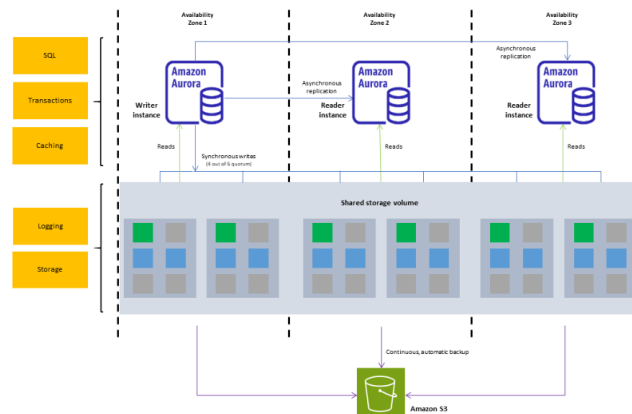 Availability
Zone 1
Availability
Zone 2
Availability
Zone 3
SQL
Transactions
Caching
Logging
Storage
Amazon
Aurora
Writer
instance
Asynchronous
replication
Amazon
Aurora
Reader
instance
Asynchronous
replication
Amazon
Aurora
Reader
instance
Reads
Synchronous writes
(4 out of 6 quorum)
Reads
Reads
Shared storage volume
Continuous, automatic backup
Amazon S3